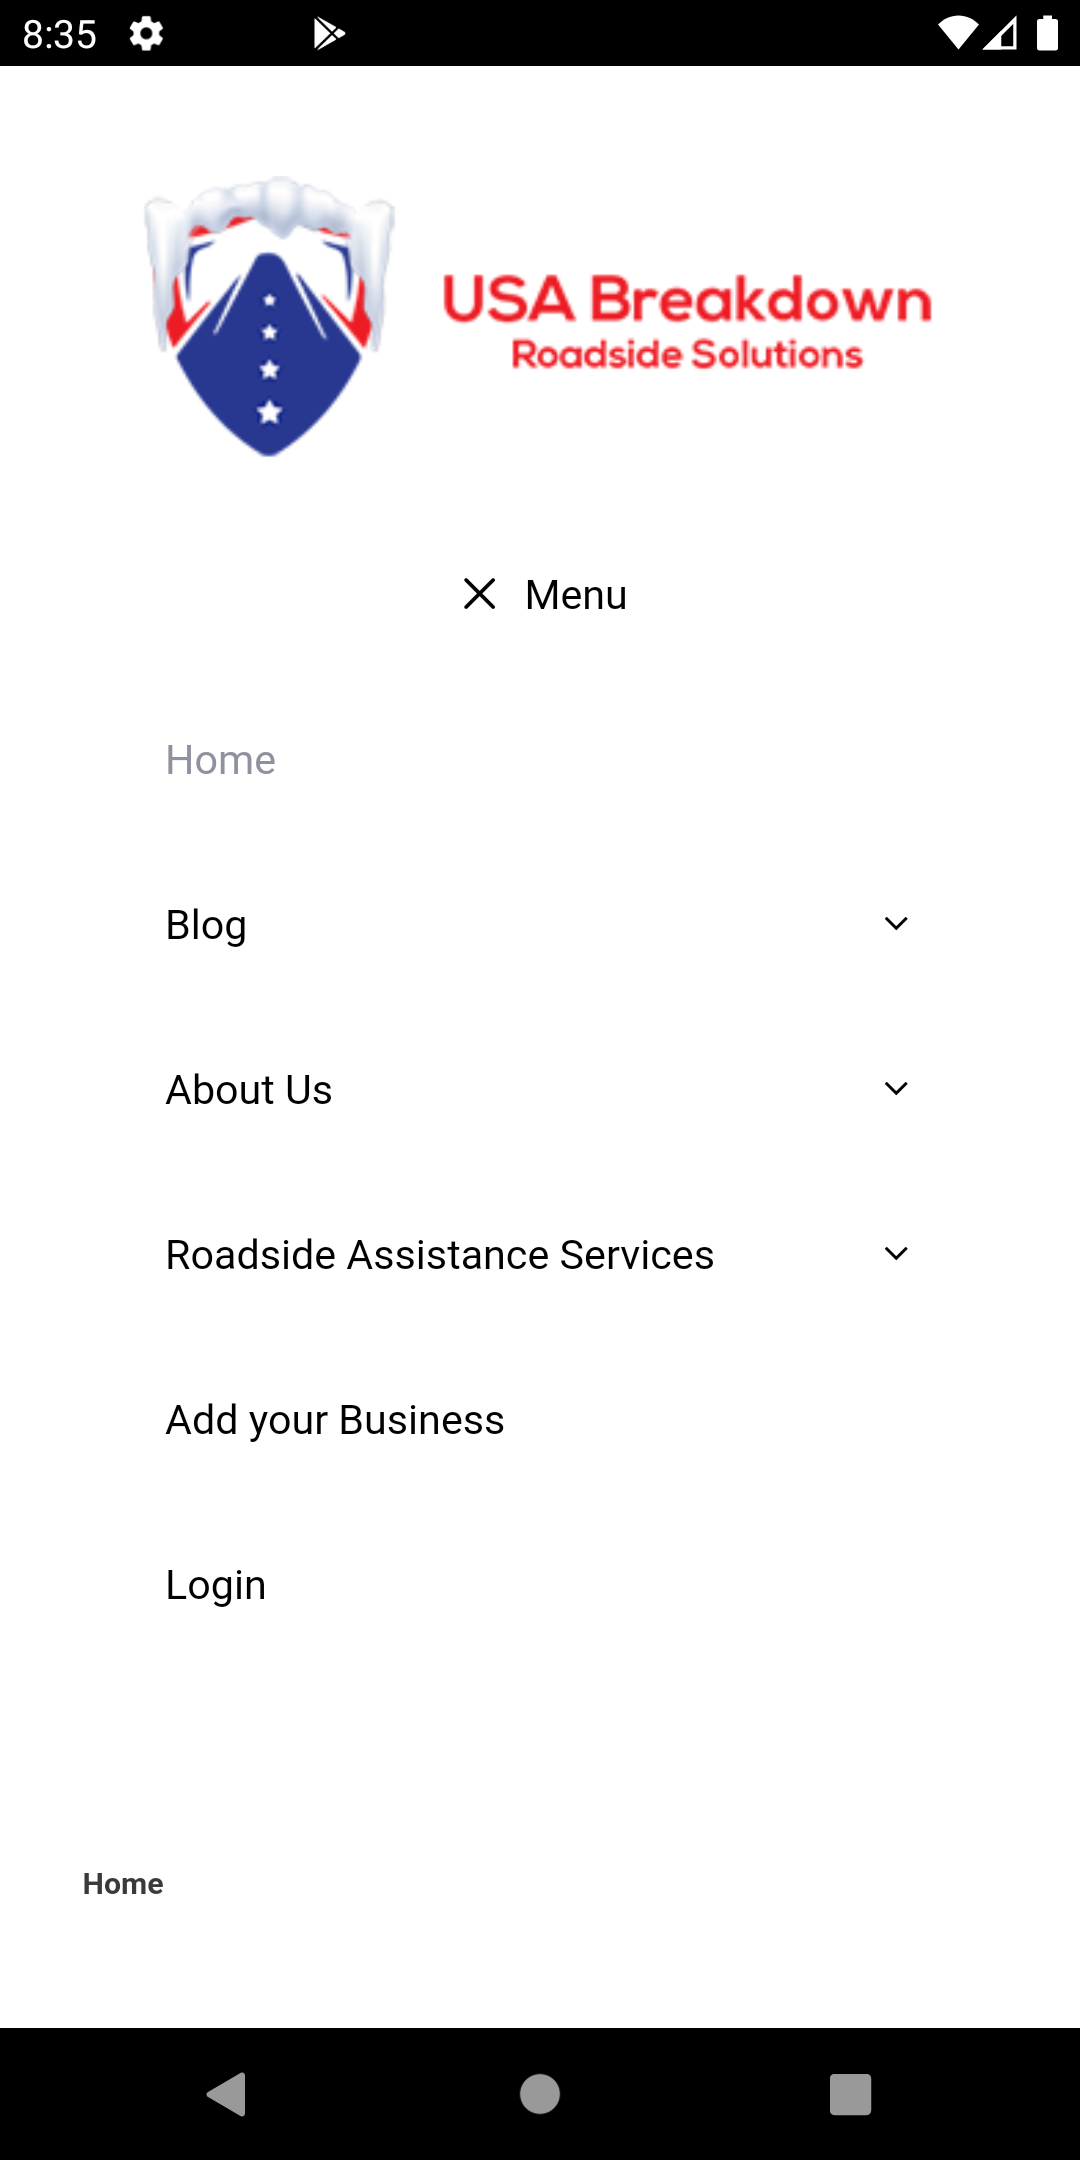 8:35
USA Breakdown
Roadside Solutions
Menu
Home
Blog
About Us
Roadside Assistance Services
Add your Business
Login
Home